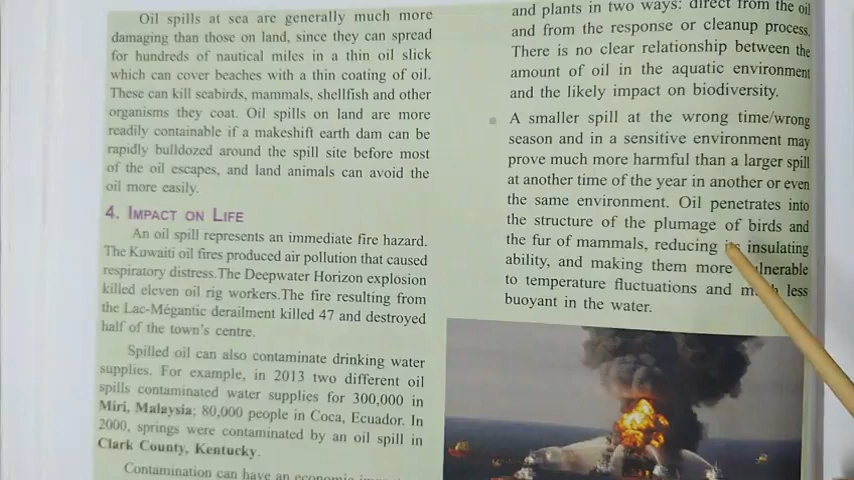 Oil spills at sea are generally much more
damaging than those on land, since they can spread
for hundreds of nautical miles in a thin oil slick
which can cover beaches with a thin coating of oil.
These can kill seabirds, mammals, shellfish and other
organisms they coat. Oil spills on land are more
readily containable if a makeshift earth dam can be
rapidly bulldozed around the spill site before most
of the oil escapes, and land animals can avoid the
oil more easily.
4. IMPACT ON LIFE
An oil spill represents an immediate fire hazard.
The Kuwaiti oil fires produced air pollution that caused
respiratory distress.The Deepwater Horizon explosion
killed eleven oil rig workers.The fire resulting from
the Lac-Mégantic derailment killed 47 and destroyed
half of the town's centre.
Spilled oil can also contaminate drinking water
supplies. For example, in 2013 two different oil
spills contaminated water supplies for 300,000 in
Miri, Malaysia; 80,000 people in Coca, Ecuador. In
2000, springs were contaminated by an oil spill in
Clark County, Kentucky.
Contamination can have an economic
and plants in two ways: direct from the oil
and from the response or cleanup process.
There is no clear relationship between the
amount of oil in the aquatic environment
and the likely impact on biodiversity.
A smaller spill at the wrong time/wrong
season and in a sensitive environment may
prove much more harmful than a larger spill
at another time of the year in another or even
the same environment. Oil penetrates into
the structure of the plumage of birds and
the fur of mammals, reducing its insulating
ability, and making them more vulnerable
to temperature fluctuations and much less
buoyant in the water.